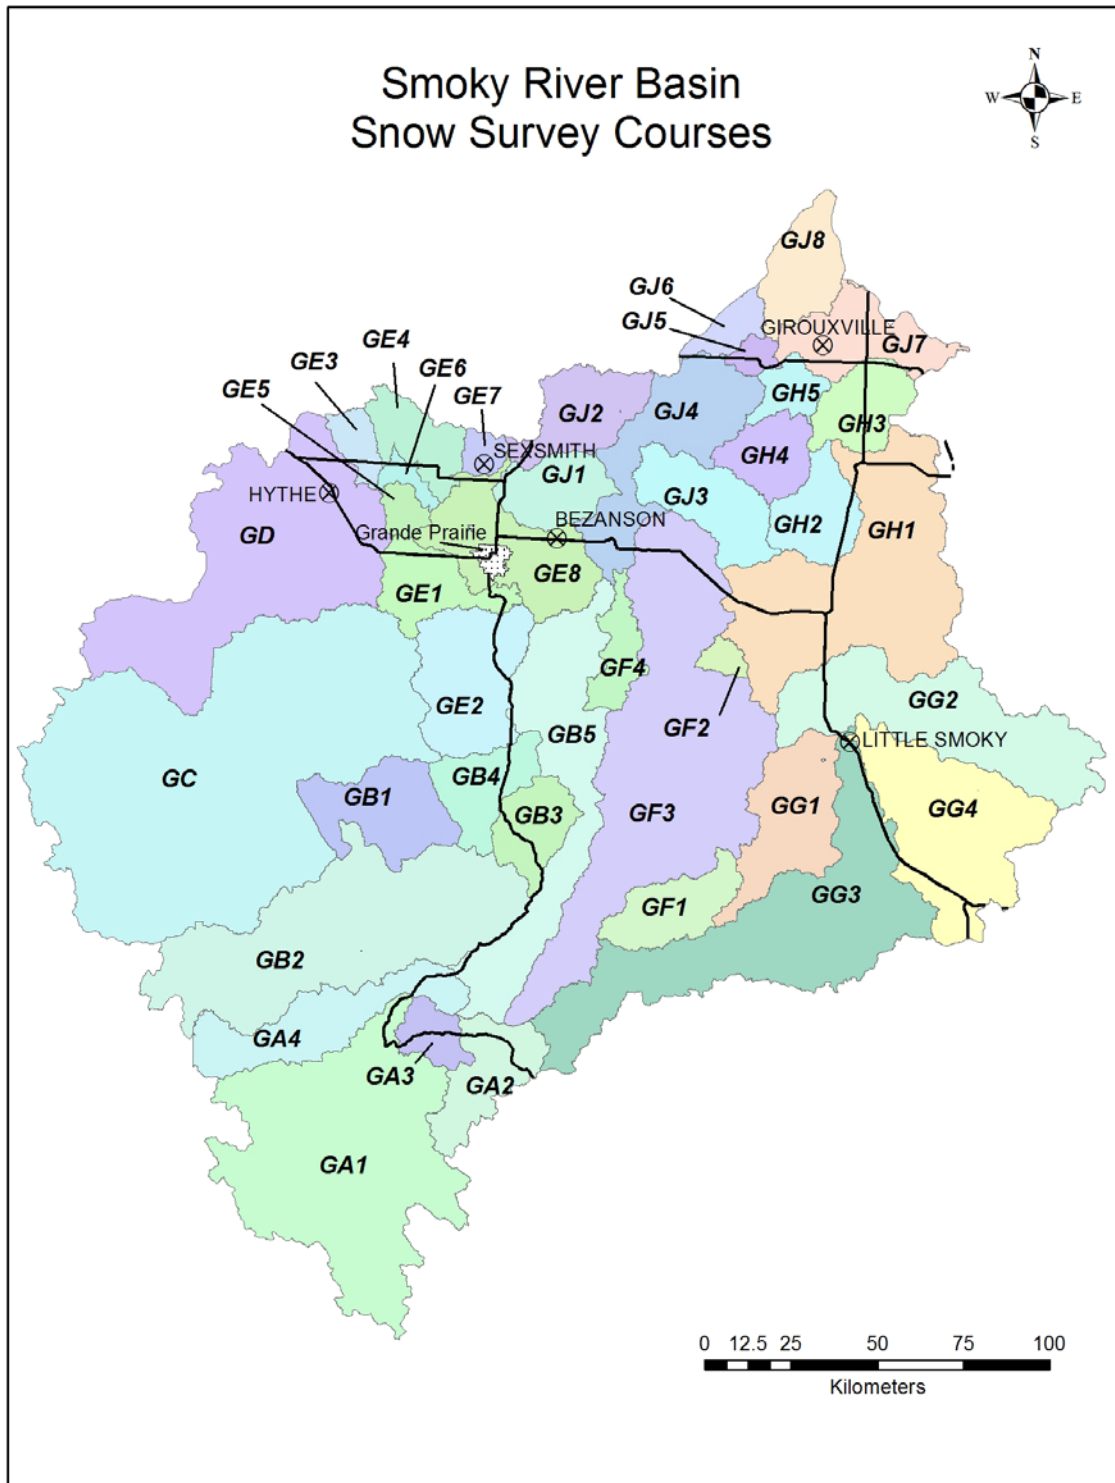 Smoky River Basin
Snow Survey Courses
N
W
E
S
GJ8
GJ6
GJ5
GIROUXVILLE
GJ7
GE4
GE3
GE6
GE5
GE7
GJ2
GJ4
GH5
GH3
SEXSMITH
GH4
GJ1
GJ3
HYTHE
BEZANSON
GH2
GH1
GD
Grande Prairie
GE8
GE1
GF4
GE2
GB5
GF2
GG2
LITTLE SMOKY
GC
GB4
GB1
GB3
GF3
GG1
GG4
GG3
GF1
GB2
GA4
GA3
GA2
GA1
0 12.5 25 50 75 100
Kilometers